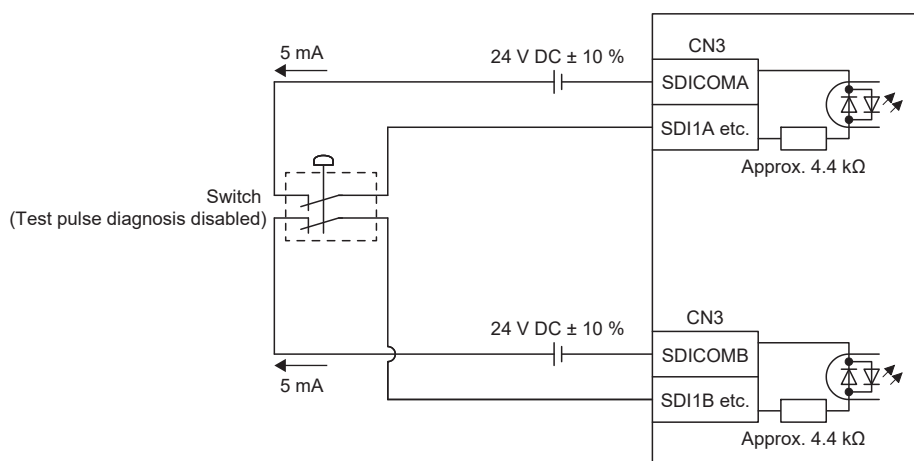 5 mA
24 V DC ± 10 %
CN3
SDICOMA
SDI1A etc.
Approx. 4.4 kΩ
Switch
(Test pulse diagnosis disabled)
24 V DC ± 10 %
CN3
SDICOMB
5 mA
SDI1B etc.
Approx. 4.4 kΩ